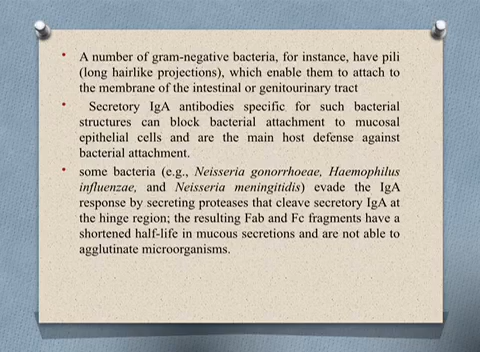 • A number of gram-negative bacteria, for instance, have pili
(long hairlike projections), which enable them to attach to
the membrane of the intestinal or genitourinary tract
• Secretory IgA antibodies specific for such bacterial
structures can block bacterial attachment to mucosal
epithelial cells and are the main host defense against
bacterial attachment.
• some bacteria (e.g., Neisseria gonorrhoeae, Haemophilus
influenzae, and Neisseria meningitidis) evade the IgA
response by secreting proteases that cleave secretory IgA at
the hinge region; the resulting Fab and Fc fragments have a
shortened half-life in mucous secretions and are not able to
agglutinate microorganisms.